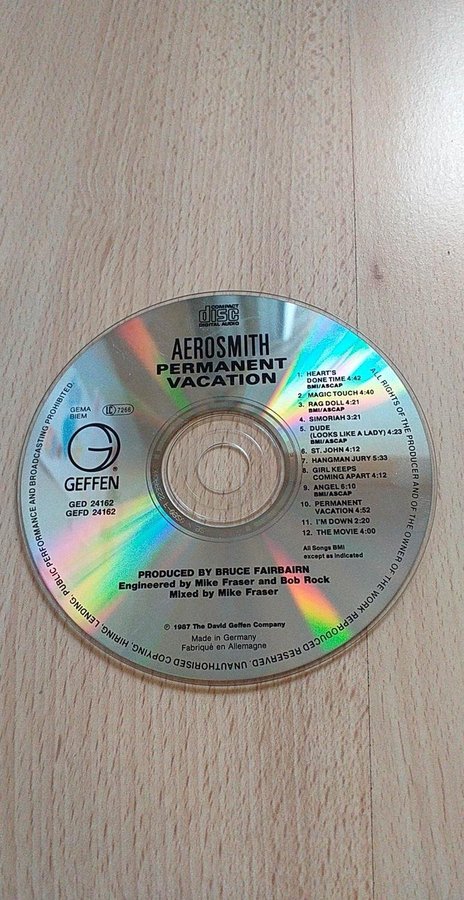 COMPACT
disc
DIGITAL AUDIO
AEROSMITH
PERMANENT
VACATION
GEMA
BIEM
LC 7266
GEFFEN
GED 24162
GEFD 24162
1. HEART'S
DONE TIME 4:42
BMI/ASCAP
2. MAGIC TOUCH 4:40
3. RAG DOLL 4:21
BMI/ASCAP
4. SIMORIAH 3:21
5. DUDE
(LOOKS LIKE A LADY) 4:23
BMI/ASCAP
6. ST. JOHN 4:12
7. HANGMAN JURY 5:33
8. GIRL KEEPS
COMING APART 4:12
9. ANGEL 6:10
BMI/ASCAP
10. PERMANENT
VACATION 4:52
11. I'M DOWN 2:20
12. THE MOVIE 4:00
All Songs BMI
except as indicated
PRODUCED BY BRUCE FAIRBAIRN
Engineered by Mike Fraser and Bob Rock
Mixed by Mike Fraser
℗ 1987 The David Geffen Company
Made in Germany
Fabriqué en Allemagne
ALL RIGHTS OF THE PRODUCER AND OF THE OWNER OF THE WORK REPRODUCED RESERVED. UNAUTHORISED COPYING, HIRING, LENDING, PUBLIC PERFORMANCE AND BROADCASTING PROHIBITED.